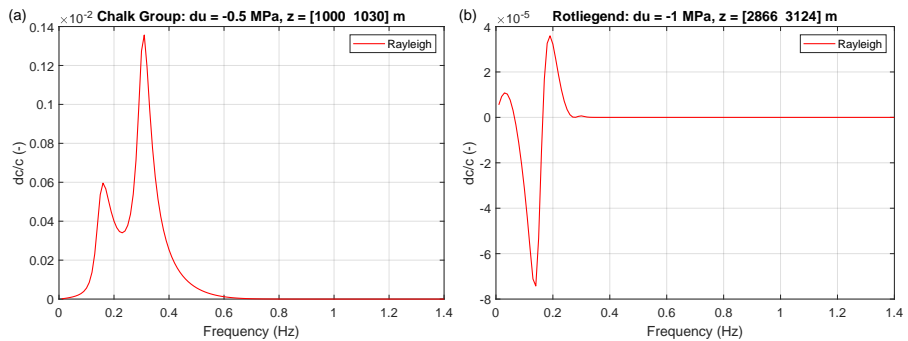 (a)
Chalk Group: du = -0.5 MPa, z = [1000 1030] m
×10-2
0.14
0.12
0.1
0.08
0.06
0.04
0.02
0
dc/c (-)
Rayleigh
0 0.2 0.4 0.6 0.8 1 1.2 1.4
Frequency (Hz)
(b)
Rotliegend: du = -1 MPa, z = [2866 3124] m
×10-5
4
2
0
-2
-4
-6
-8
dc/c (-)
Rayleigh
0 0.2 0.4 0.6 0.8 1 1.2 1.4
Frequency (Hz)